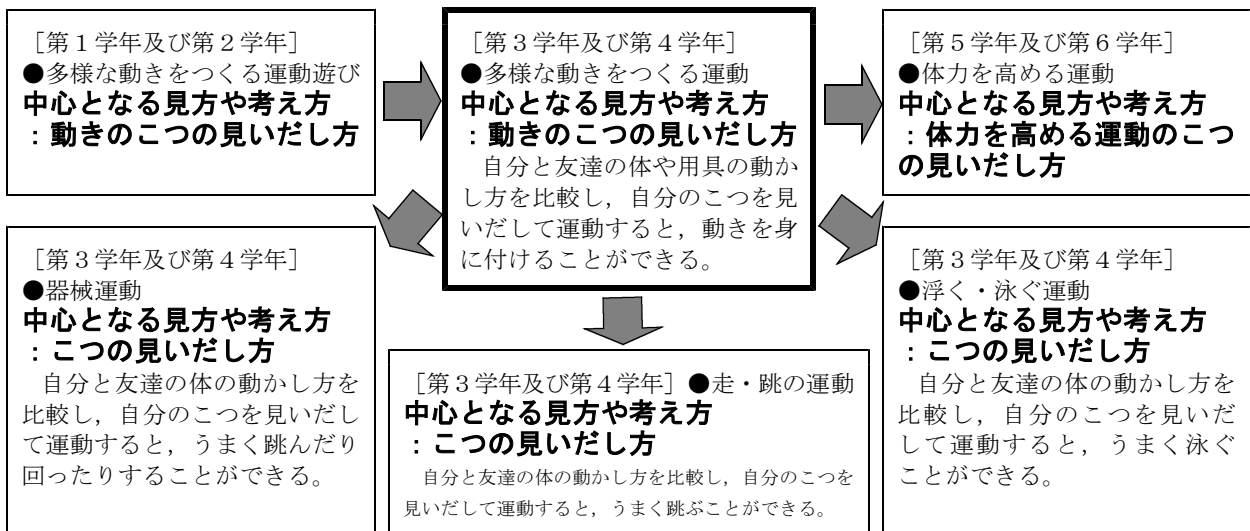 ［第１学年及び第２学年］
●多様な動きをつくる運動遊び
中心となる見方や考え方
：動きのこつの見いだし方
［第３学年及び第４学年］
●多様な動きをつくる運動
中心となる見方や考え方
：動きのこつの見いだし方
自分と友達の体や用具の動か
し方を比較し，自分のこつを見
いだして運動すると，動きを身
に付けることができる。
［第５学年及び第６学年］
●体力を高める運動
中心となる見方や考え方
：体力を高める運動のこつ
の見いだし方
［第３学年及び第４学年］
●器械運動
中心となる見方や考え方
：こつの見いだし方
自分と友達の体の動かし方を
比較し，自分のこつを見いだし
て運動すると，うまく跳んだり
回ったりすることができる。
［第３学年及び第４学年］●走・跳の運動
中心となる見方や考え方
：こつの見いだし方
自分と友達の体の動かし方を比較し，自分のこつを
見いだして運動すると，うまく跳ぶことができる。
［第３学年及び第４学年］
●浮く・泳ぐ運動
中心となる見方や考え方
：こつの見いだし方
自分と友達の体の動かし方を
比較し，自分のこつを見いだ
して運動すると，うまく泳ぐ
ことができる。